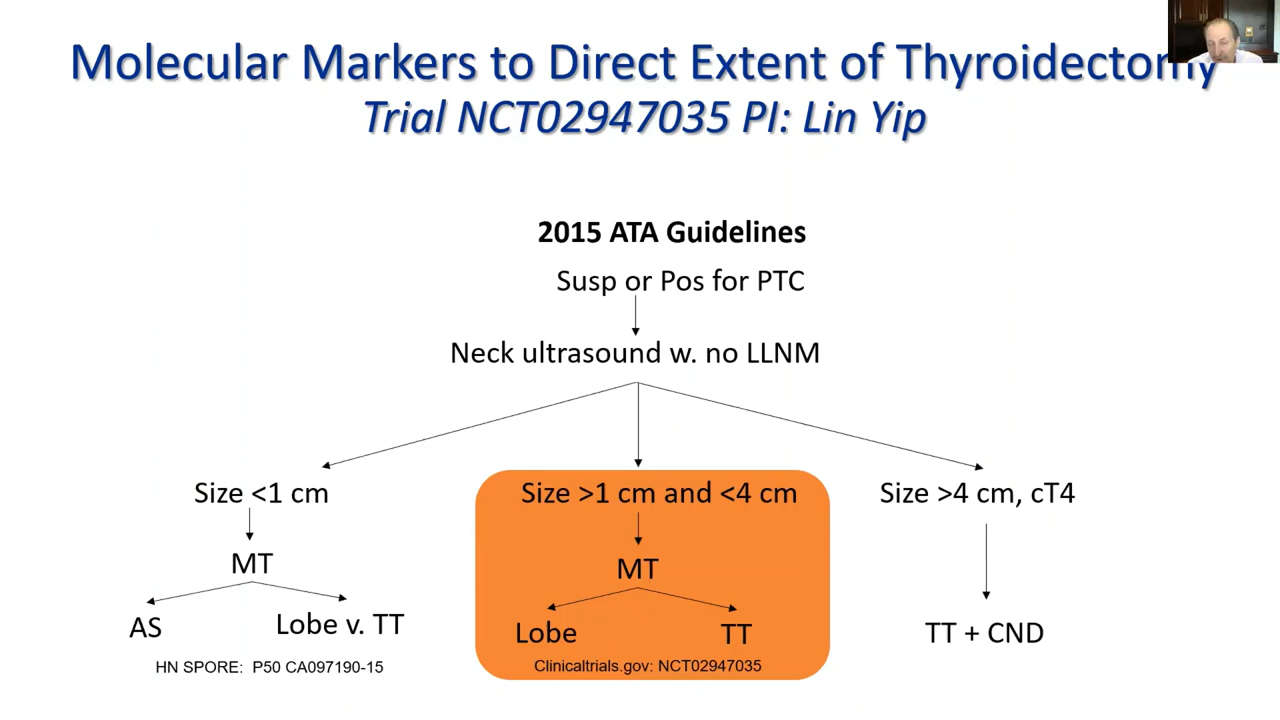 Molecular Markers to Direct Extent of Thyroidectomy
Trial NCT02947035 PI: Lin Yip
2015 ATA Guidelines
Susp or Pos for PTC
Neck ultrasound w. no LLNM
Size <1 cm
Size >1 cm and <4 cm
Size >4 cm, cT4
MT
MT
AS
Lobe v. TT
Lobe
TT
TT + CND
HN SPORE: P50 CA097190-15
Clinicaltrials.gov: NCT02947035